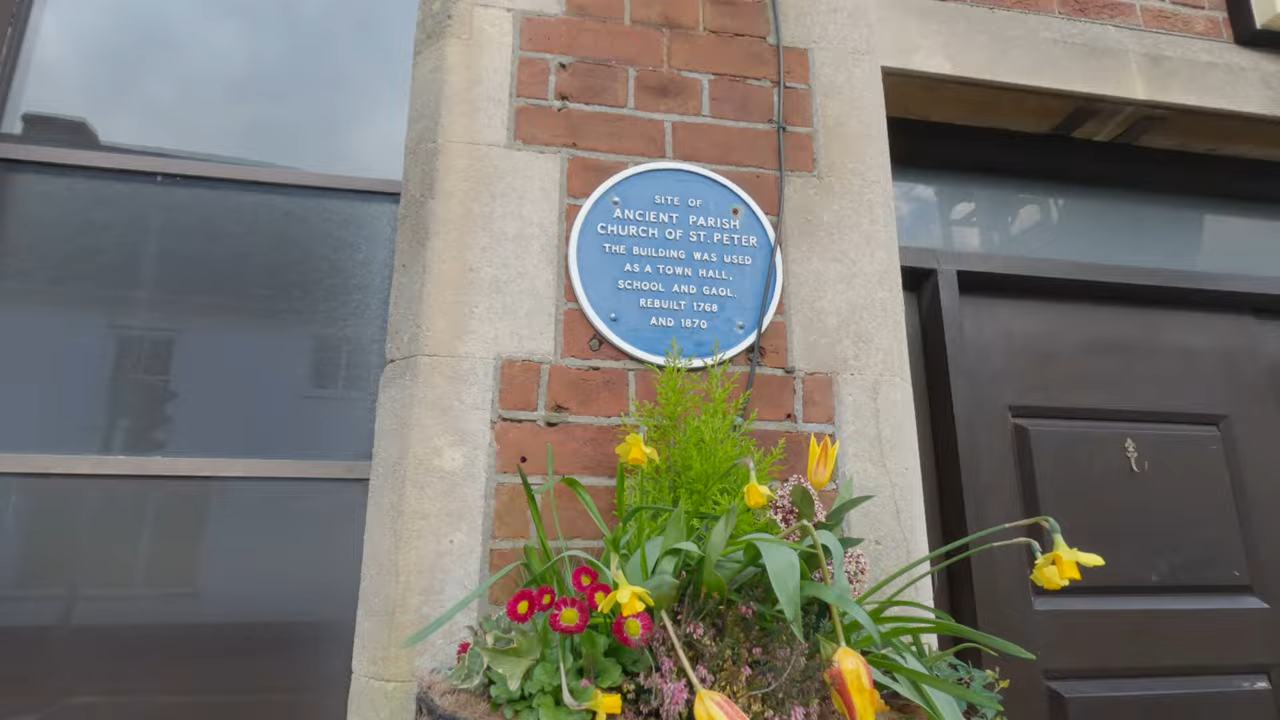 SITE OF
ANCIENT PARISH
CHURCH OF ST. PETER
THE BUILDING WAS USED
AS A TOWN HALL,
SCHOOL AND GAOL.
REBUILT 1768
AND 1870